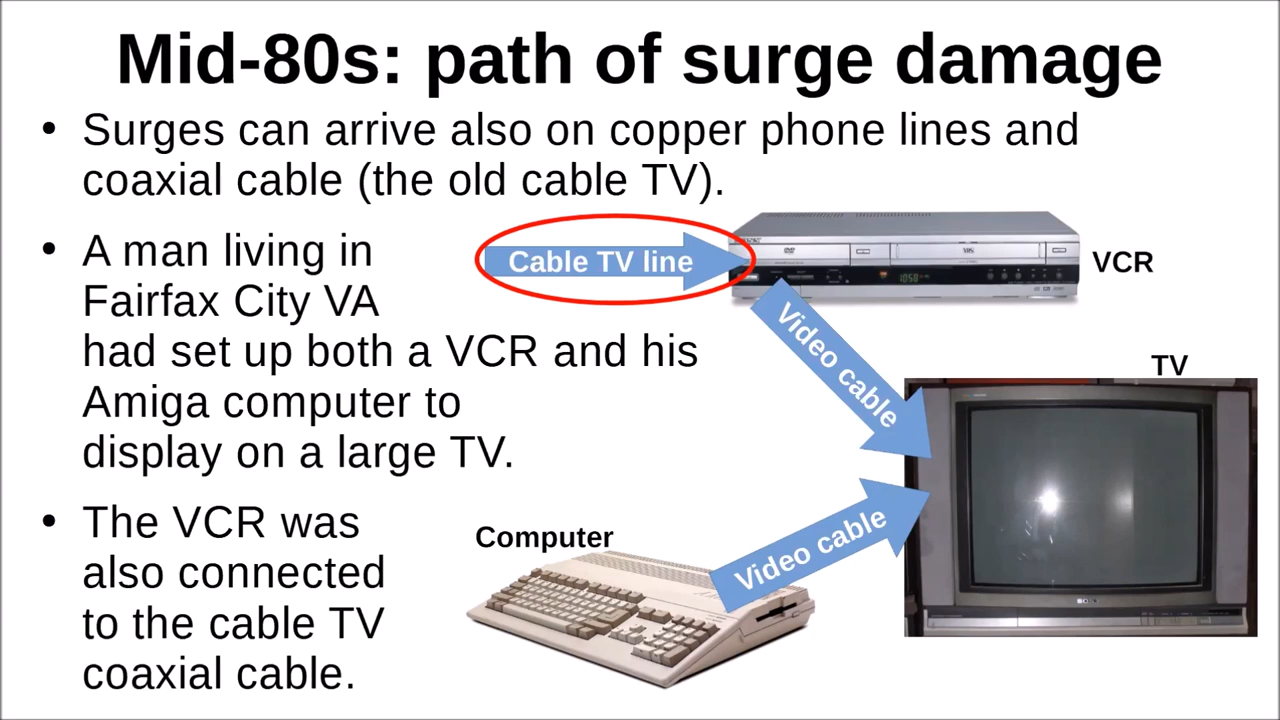 Mid-80s: path of surge damage
• Surges can arrive also on copper phone lines and
coaxial cable (the old cable TV).
• A man living in
Fairfax City VA
had set up both a VCR and his
Amiga computer to
display on a large TV.
• The VCR was
also connected
to the cable TV
coaxial cable.
Cable TV line
VCR
Video cable
TV
Computer
Video cable